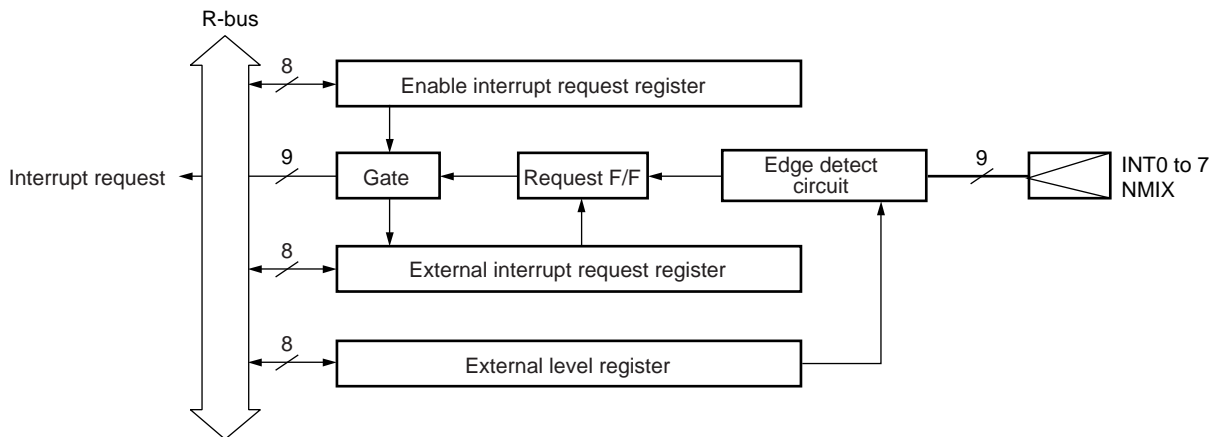 R-bus
8
Enable interrupt request register
Interrupt request
9
Gate
Request F/F
Edge detect
circuit
9
INT0 to 7
NMIX
8
External interrupt request register
8
External level register